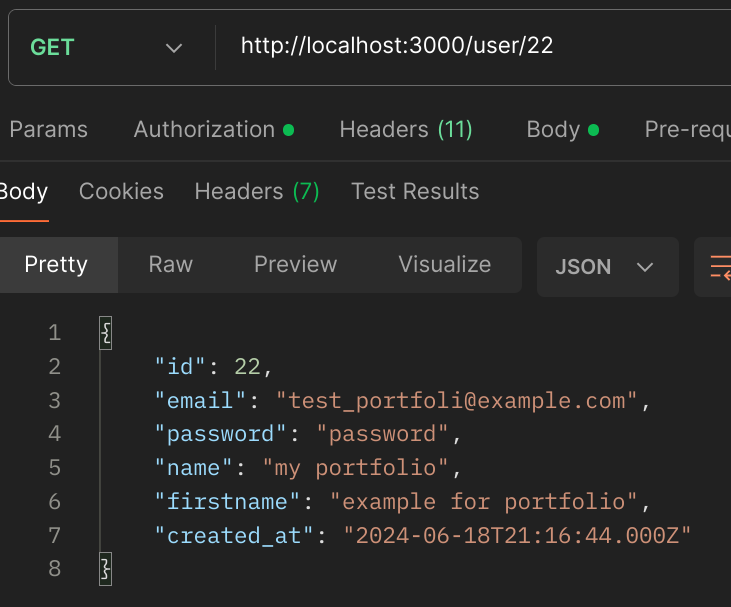 GET http://localhost:3000/user/22
Params Authorization Headers (11) Body Pre-requ
Body Cookies Headers (7) Test Results
Pretty Raw Preview Visualize JSON
1 {
2 "id": 22,
3 "email": "test_portfoli@example.com",
4 "password": "password",
5 "name": "my portfolio",
6 "firstname": "example for portfolio",
7 "created_at": "2024-06-18T21:16:44.000Z"
8 }